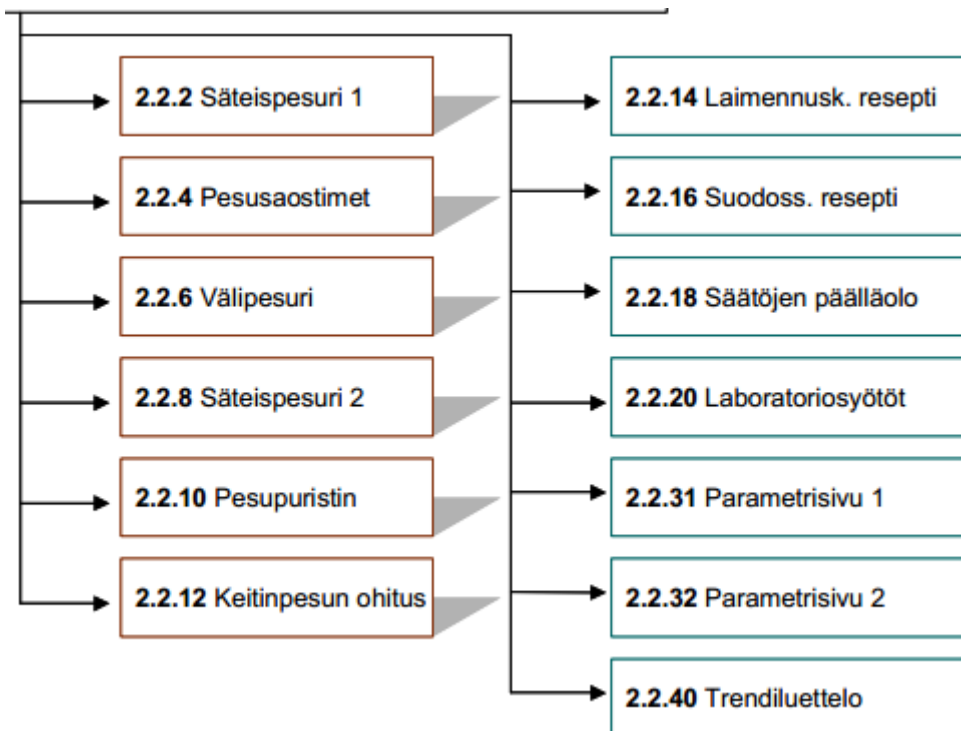 2.2.2 Säteispesuri 1
2.2.4 Pesusaostimet
2.2.6 Välipesuri
2.2.8 Säteispesuri 2
2.2.10 Pesupuristin
2.2.12 Keitinpesun ohitus
2.2.14 Laimennusk. resepti
2.2.16 Suodoss. resepti
2.2.18 Säätöjen päälläolo
2.2.20 Laboratoriosyötöt
2.2.31 Parametrisivu 1
2.2.32 Parametrisivu 2
2.2.40 Trendiluettelo